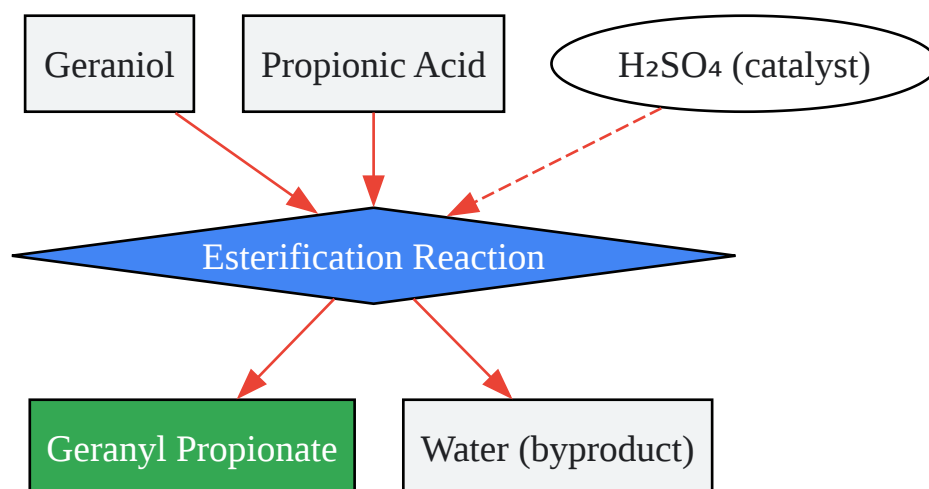 Geraniol
Propionic Acid
H₂SO₄ (catalyst)
Esterification Reaction
Geranyl Propionate
Water (byproduct)